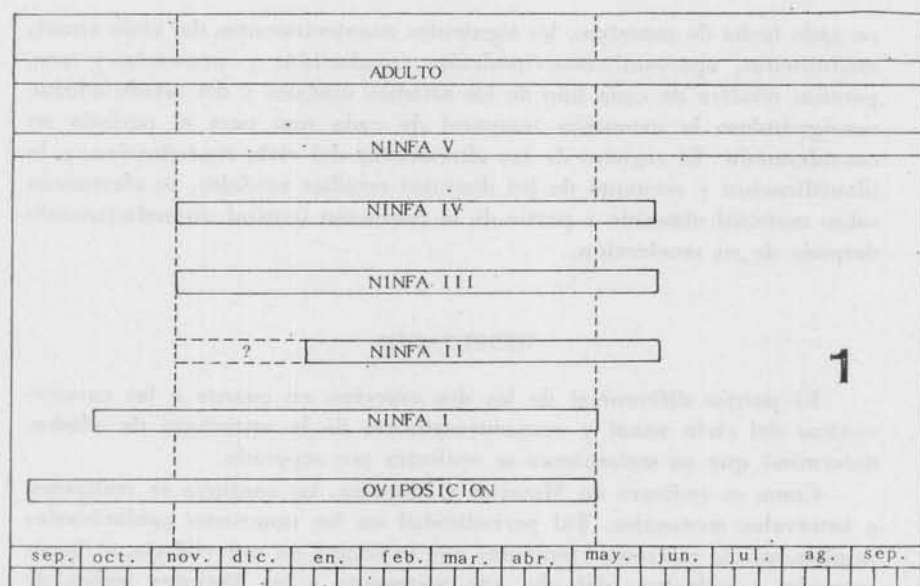 ADULTO
NINFA V
NINFA IV
NINFA III
? NINFA II
1
NINFA I
OVIPOSICION
sep. oct. nov. dic. en. feb. mar. abr. may. jun. jul. ag. sep.